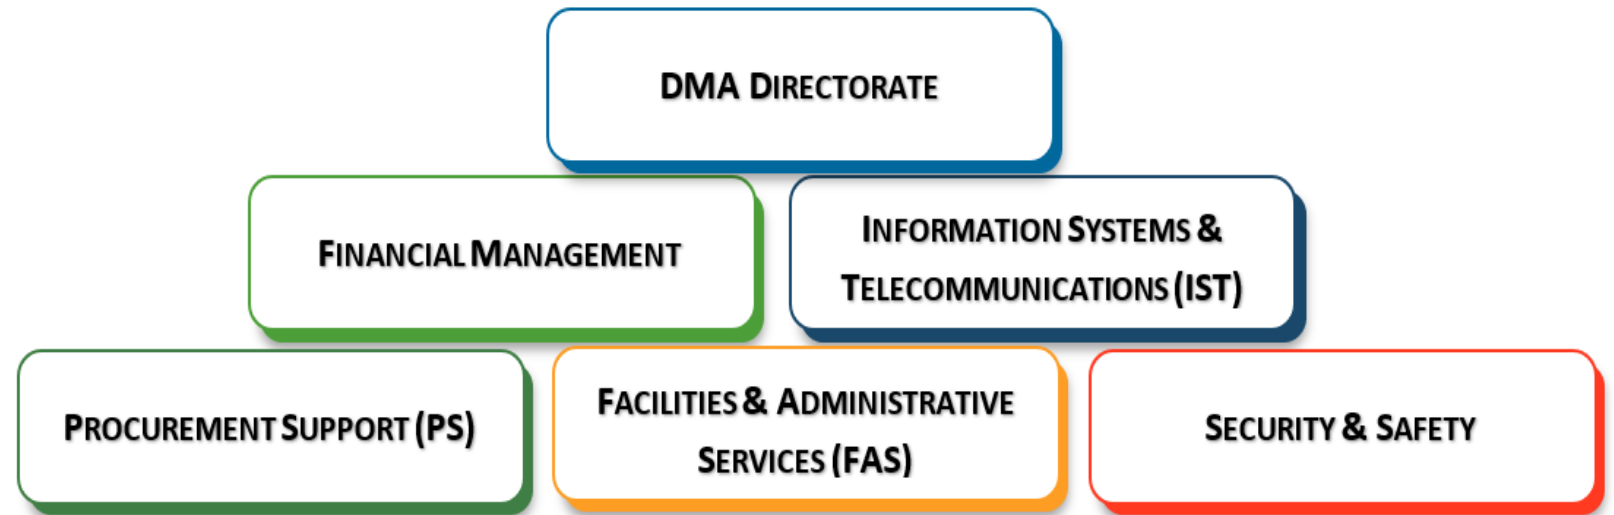 DMA DIRECTORATE
FINANCIAL MANAGEMENT
INFORMATION SYSTEMS &
TELECOMMUNICATIONS (IST)
PROCUREMENT SUPPORT (PS)
FACILITIES & ADMINISTRATIVE
SERVICES (FAS)
SECURITY & SAFETY